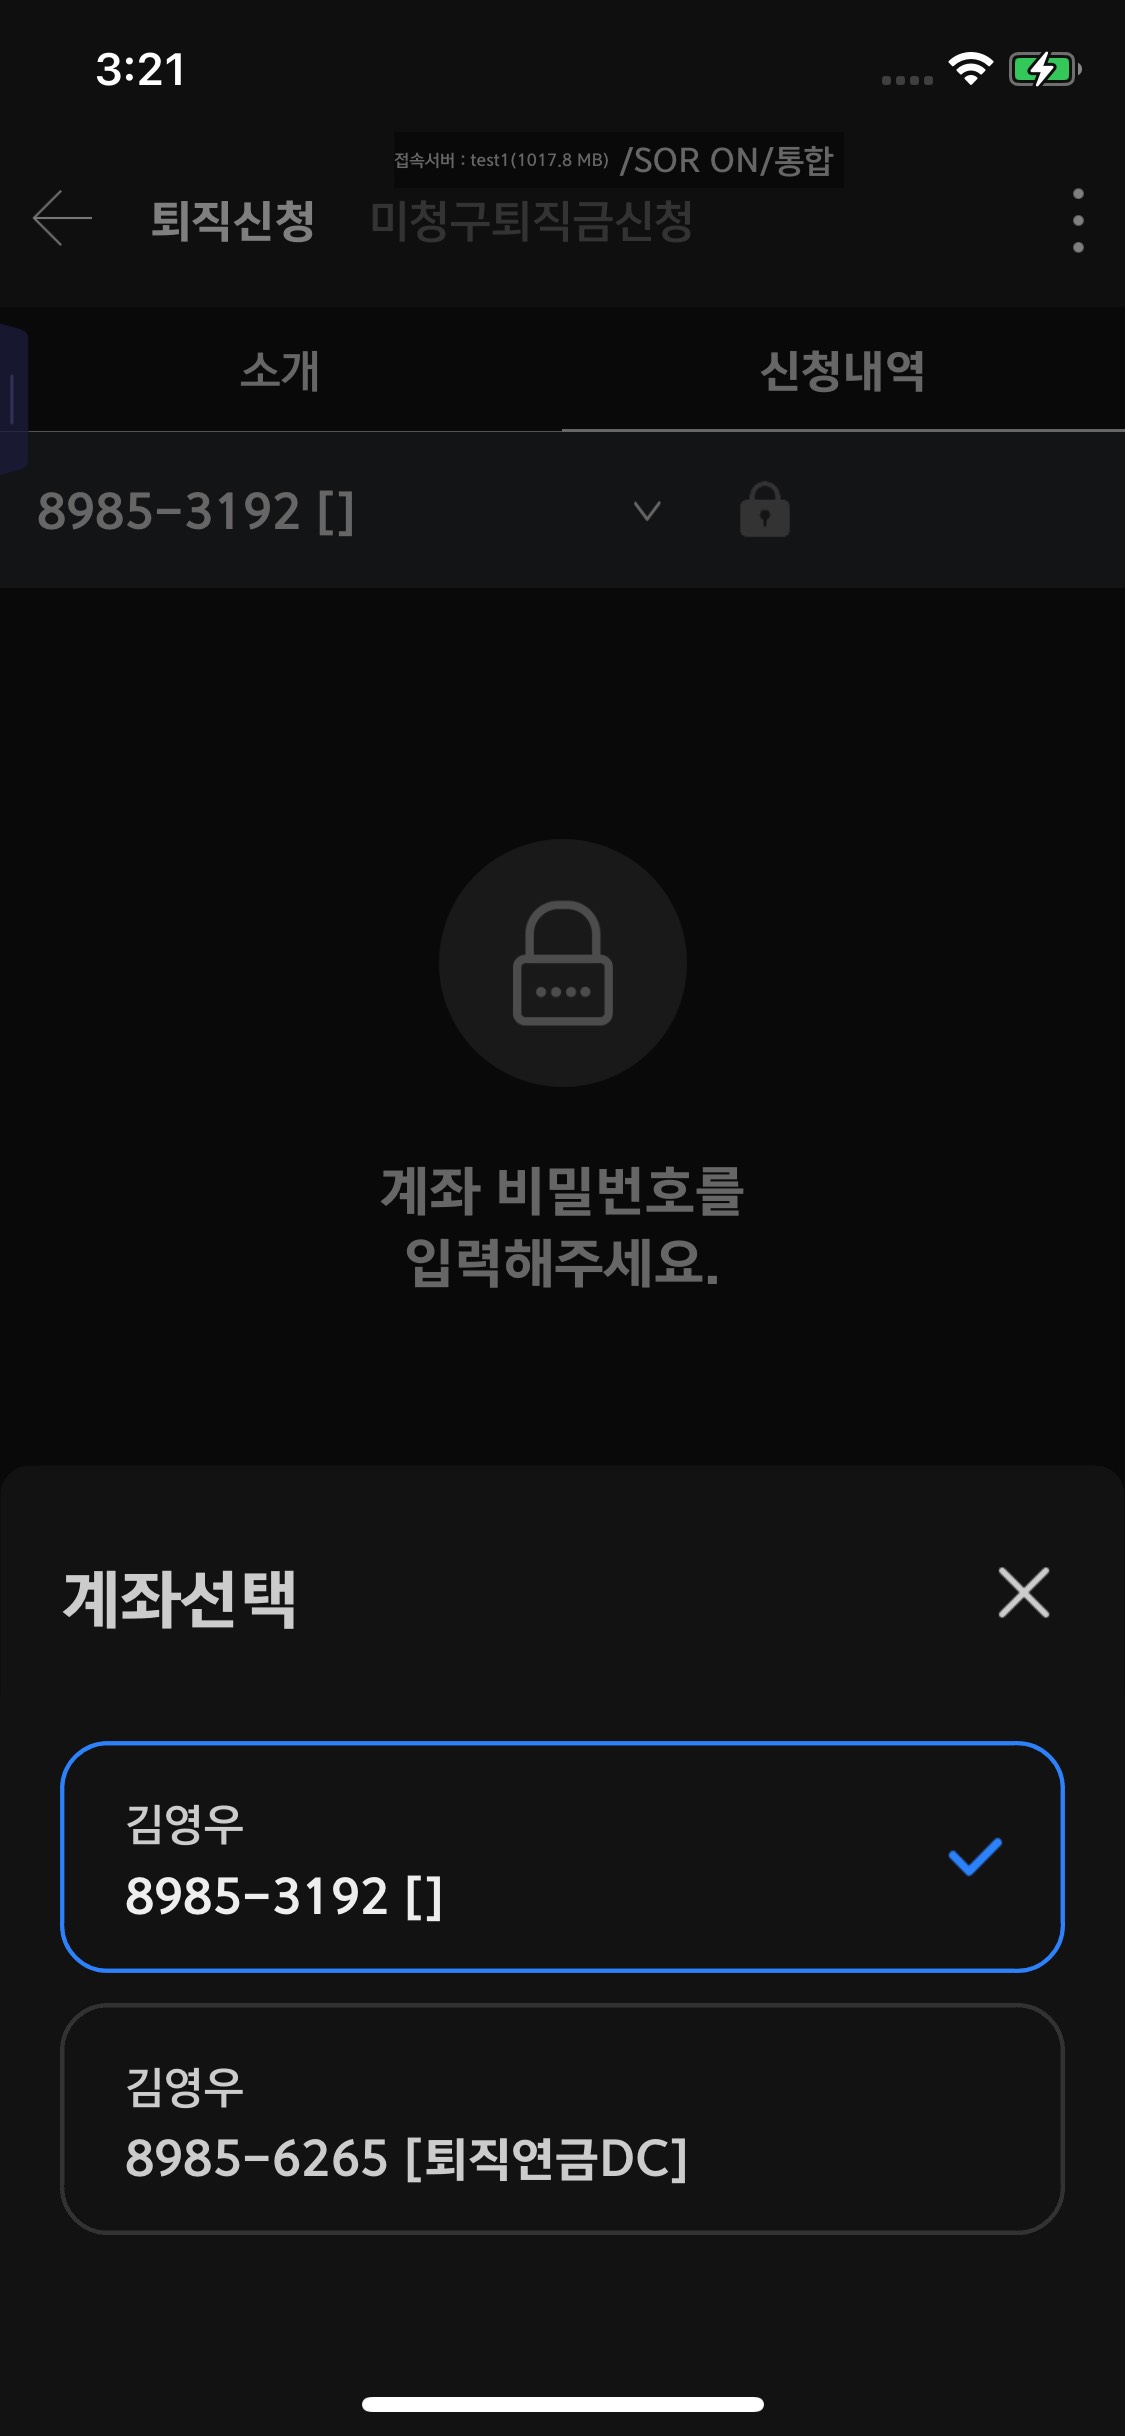 3:21
접속서버 : test1(1017.8 MB) /SOR ON/통합
퇴직신청 미청구퇴직금신청
소개 신청내역
8985-3192 []
계좌 비밀번호를
입력해주세요.
계좌선택
김영우
8985-3192 []
김영우
8985-6265 [퇴직연금DC]